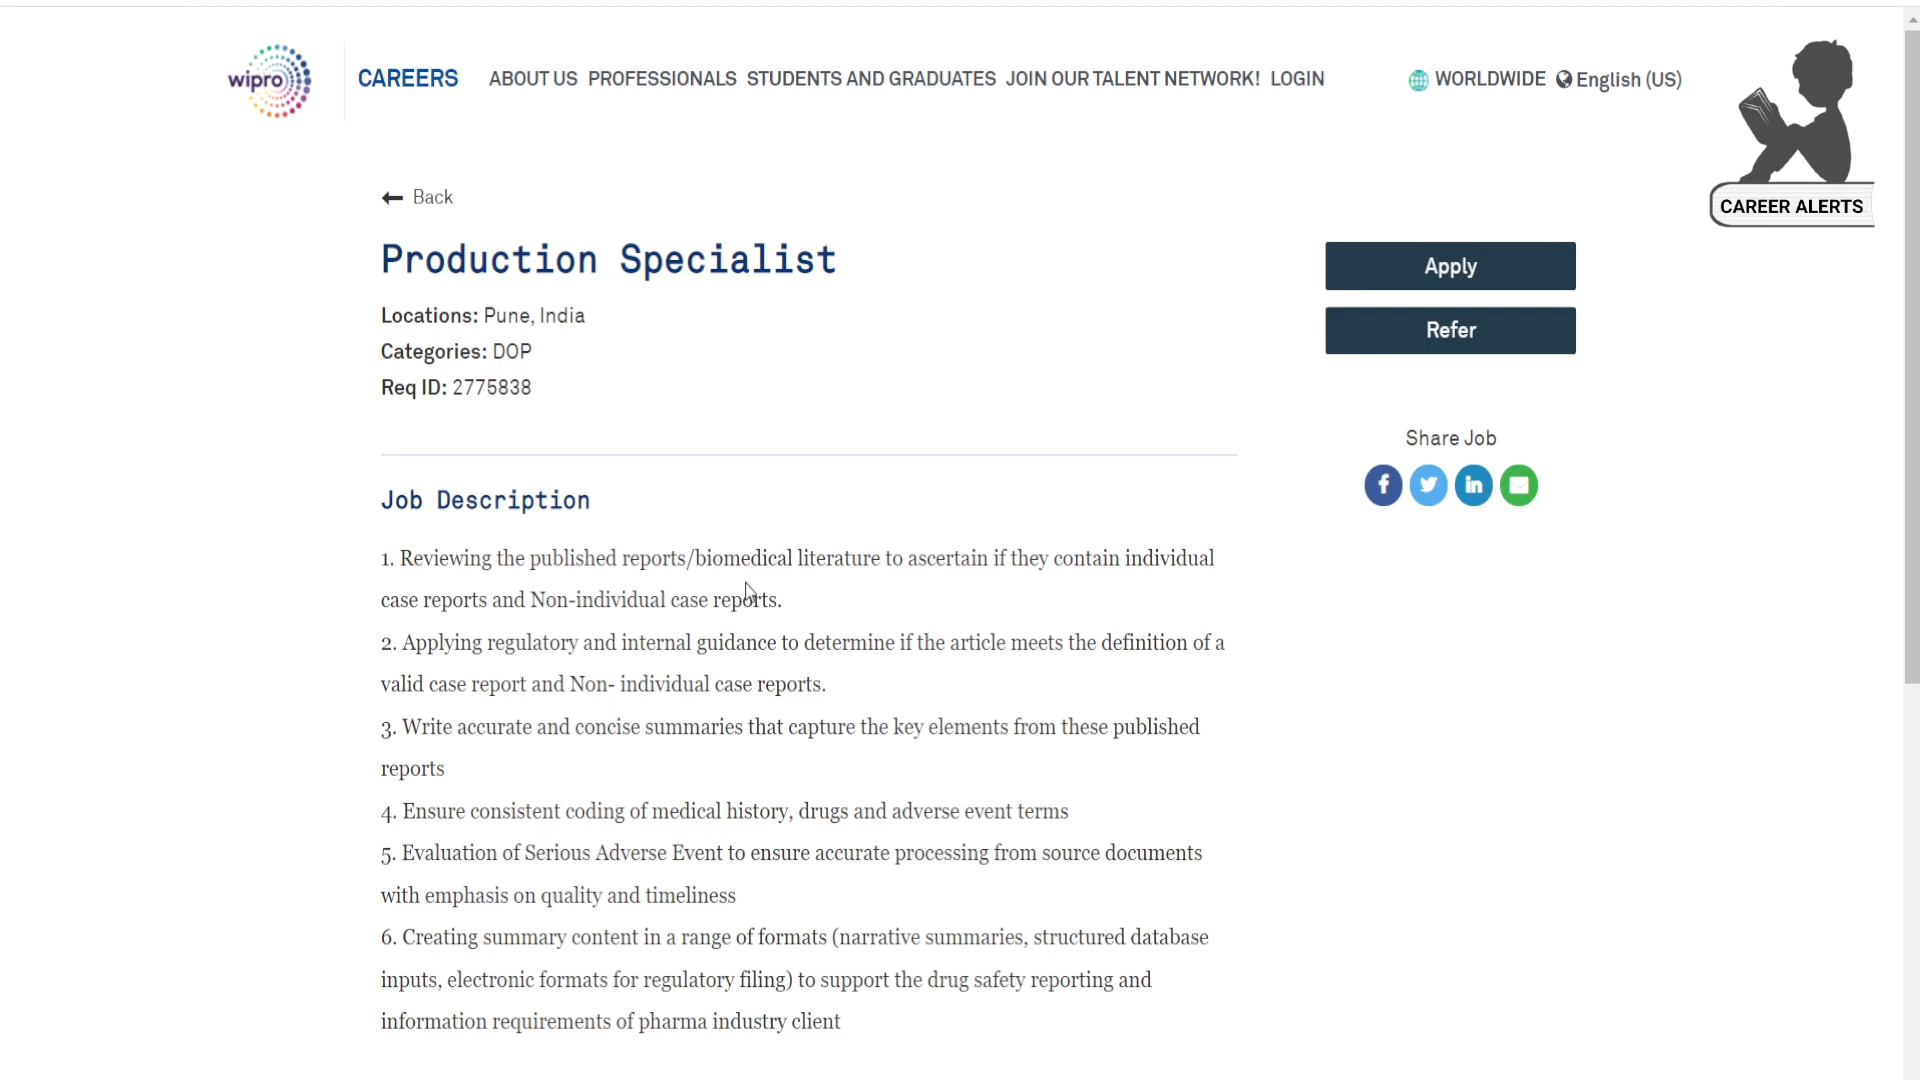 wipro
CAREERS ABOUT US PROFESSIONALS STUDENTS AND GRADUATES JOIN OUR TALENT NETWORK! LOGIN WORLDWIDE English (US)
CAREER ALERTS
Back
Production Specialist
Locations: Pune, India
Categories: DOP
Req ID: 2775838
Apply
Refer
Share Job
Job Description
1. Reviewing the published reports/biomedical literature to ascertain if they contain individual
case reports and Non-individual case reports.
2. Applying regulatory and internal guidance to determine if the article meets the definition of a
valid case report and Non- individual case reports.
3. Write accurate and concise summaries that capture the key elements from these published
reports
4. Ensure consistent coding of medical history, drugs and adverse event terms
5. Evaluation of Serious Adverse Event to ensure accurate processing from source documents
with emphasis on quality and timeliness
6. Creating summary content in a range of formats (narrative summaries, structured database
inputs, electronic formats for regulatory filing) to support the drug safety reporting and
information requirements of pharma industry client